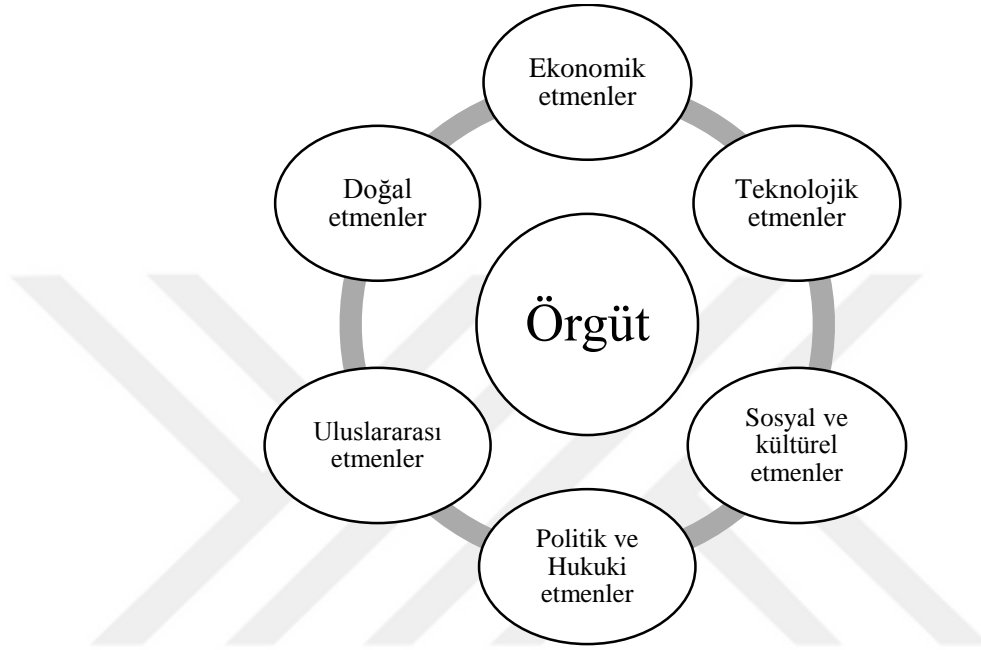 Ekonomik
etmenler
Teknolojik
etmenler
Sosyal ve
kültürel
etmenler
Politik ve
Hukuki
etmenler
Uluslararası
etmenler
Doğal
etmenler
Örgüt